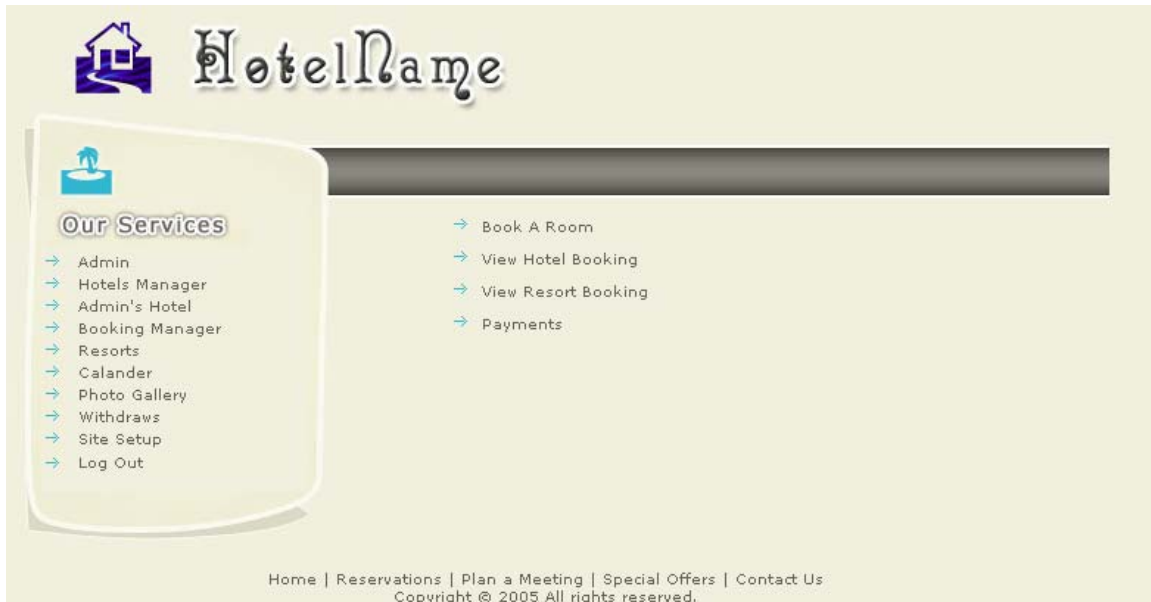 HotelName
Our Services
Admin
Hotels Manager
Admin's Hotel
Booking Manager
Resorts
Calander
Photo Gallery
Withdraws
Site Setup
Log Out
Book A Room
View Hotel Booking
View Resort Booking
Payments
Home | Reservations | Plan a Meeting | Special Offers | Contact Us
Copyright © 2005 All rights reserved.